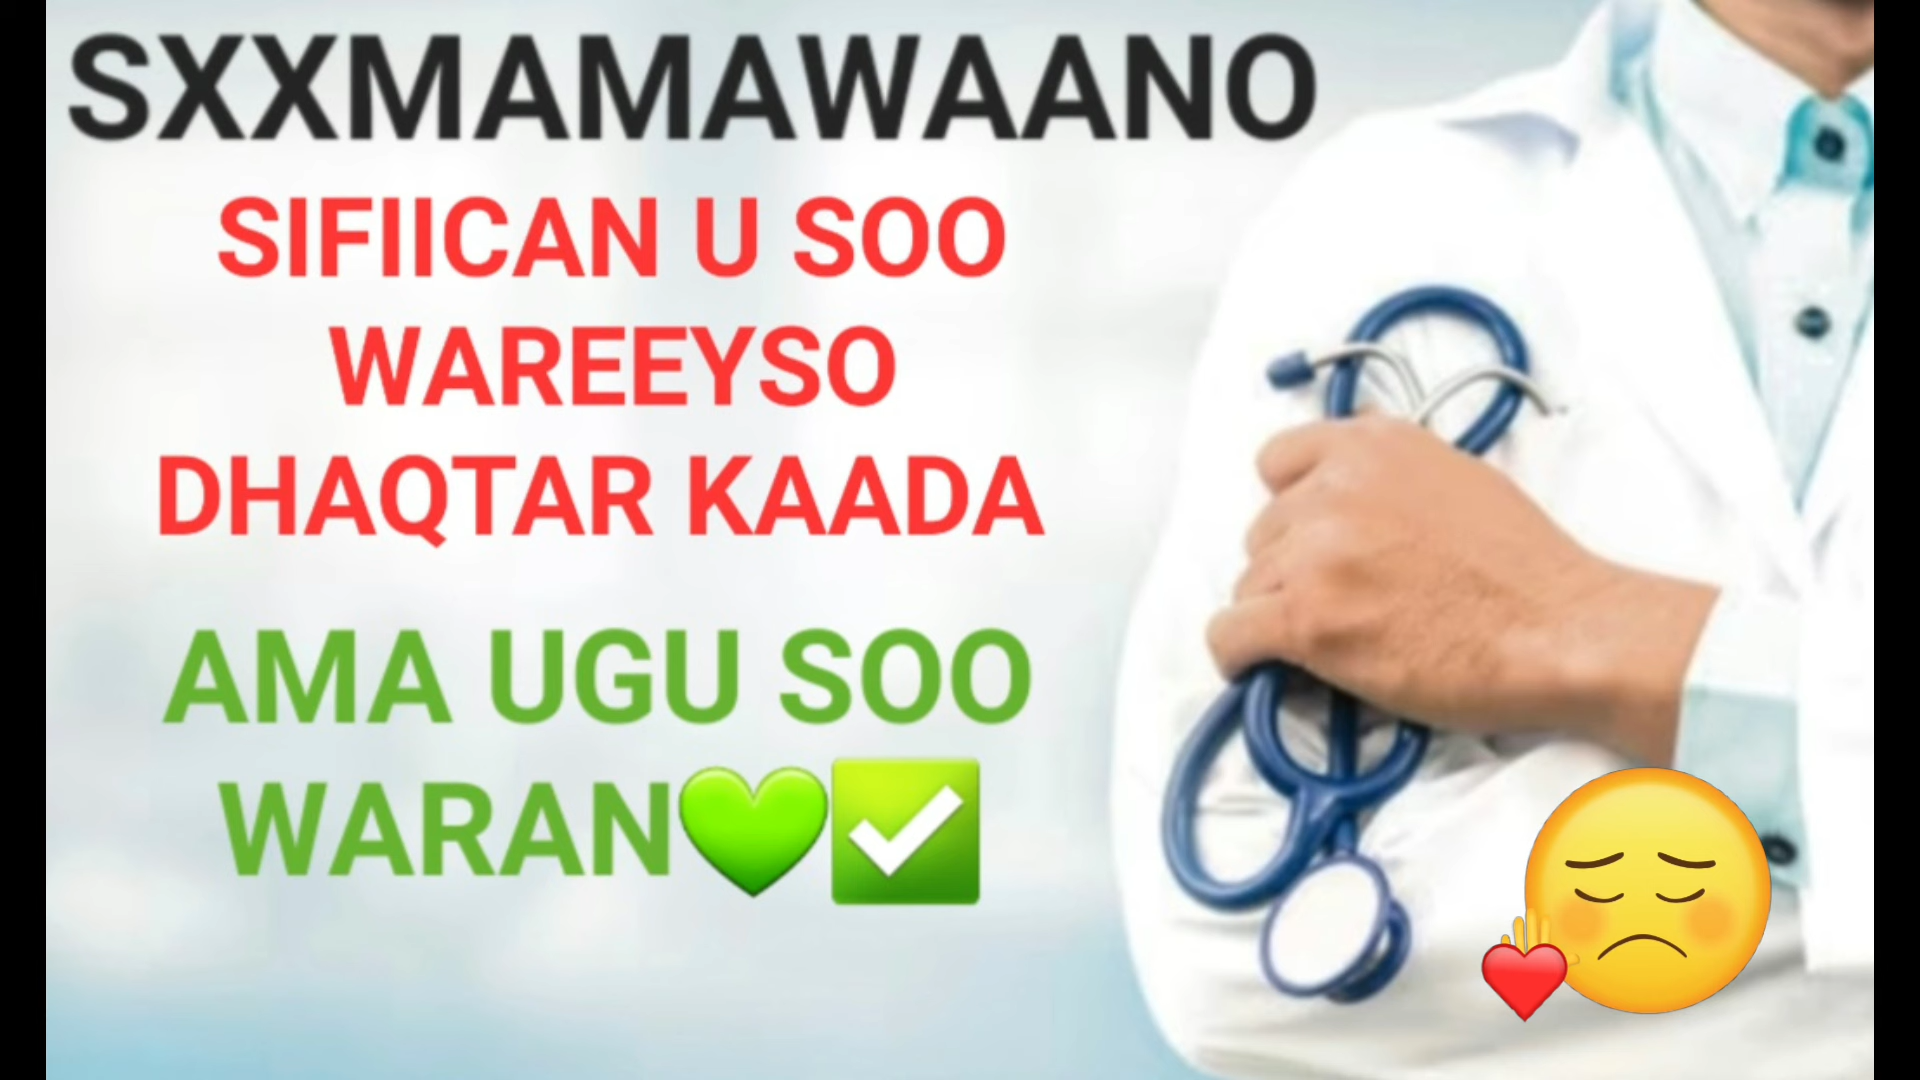 SXXMAMAWAANO
SIFIICAN U SOO
WAREEYSO
DHAQTAR KAADA
AMA UGU SOO
WARAN💚✅